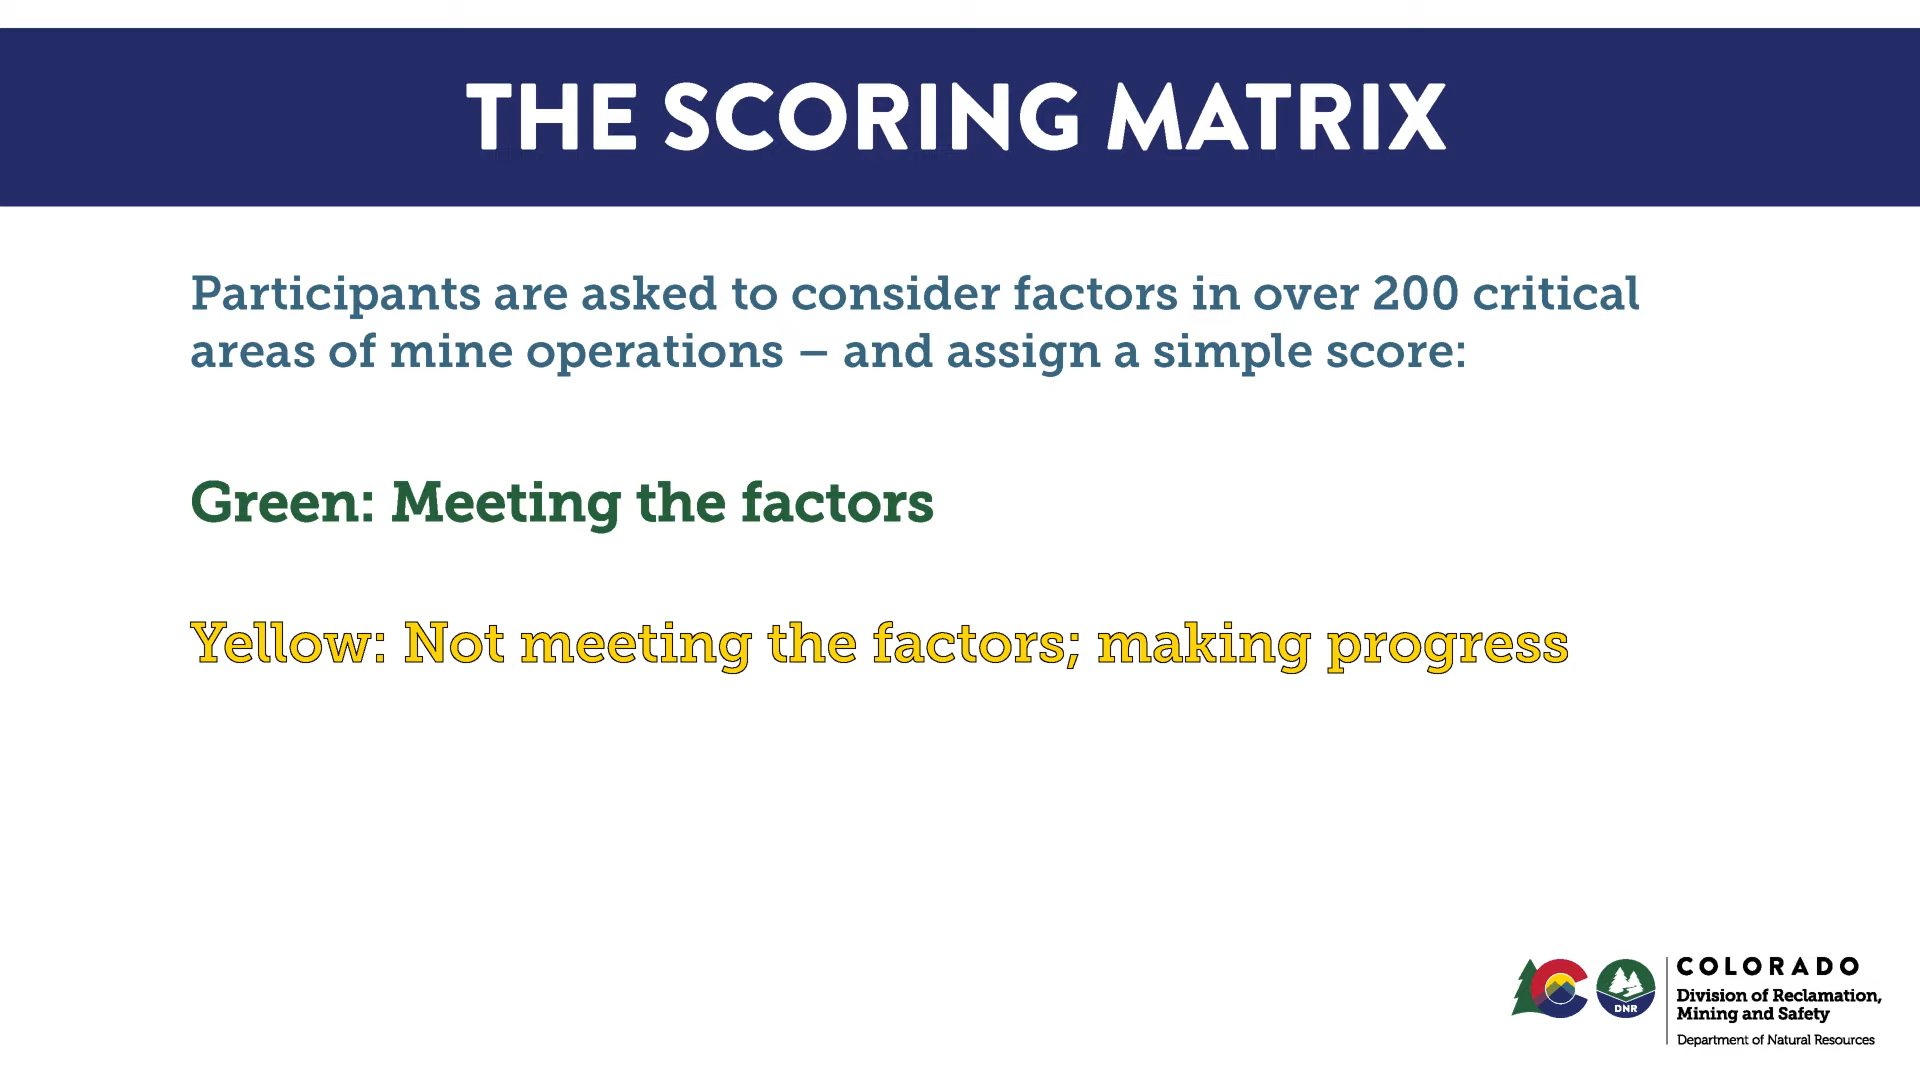 THE SCORING MATRIX
Participants are asked to consider factors in over 200 critical
areas of mine operations – and assign a simple score:
Green: Meeting the factors
Yellow: Not meeting the factors; making progress
DNR
COLORADO
Division of Reclamation,
Mining and Safety
Department of Natural Resources